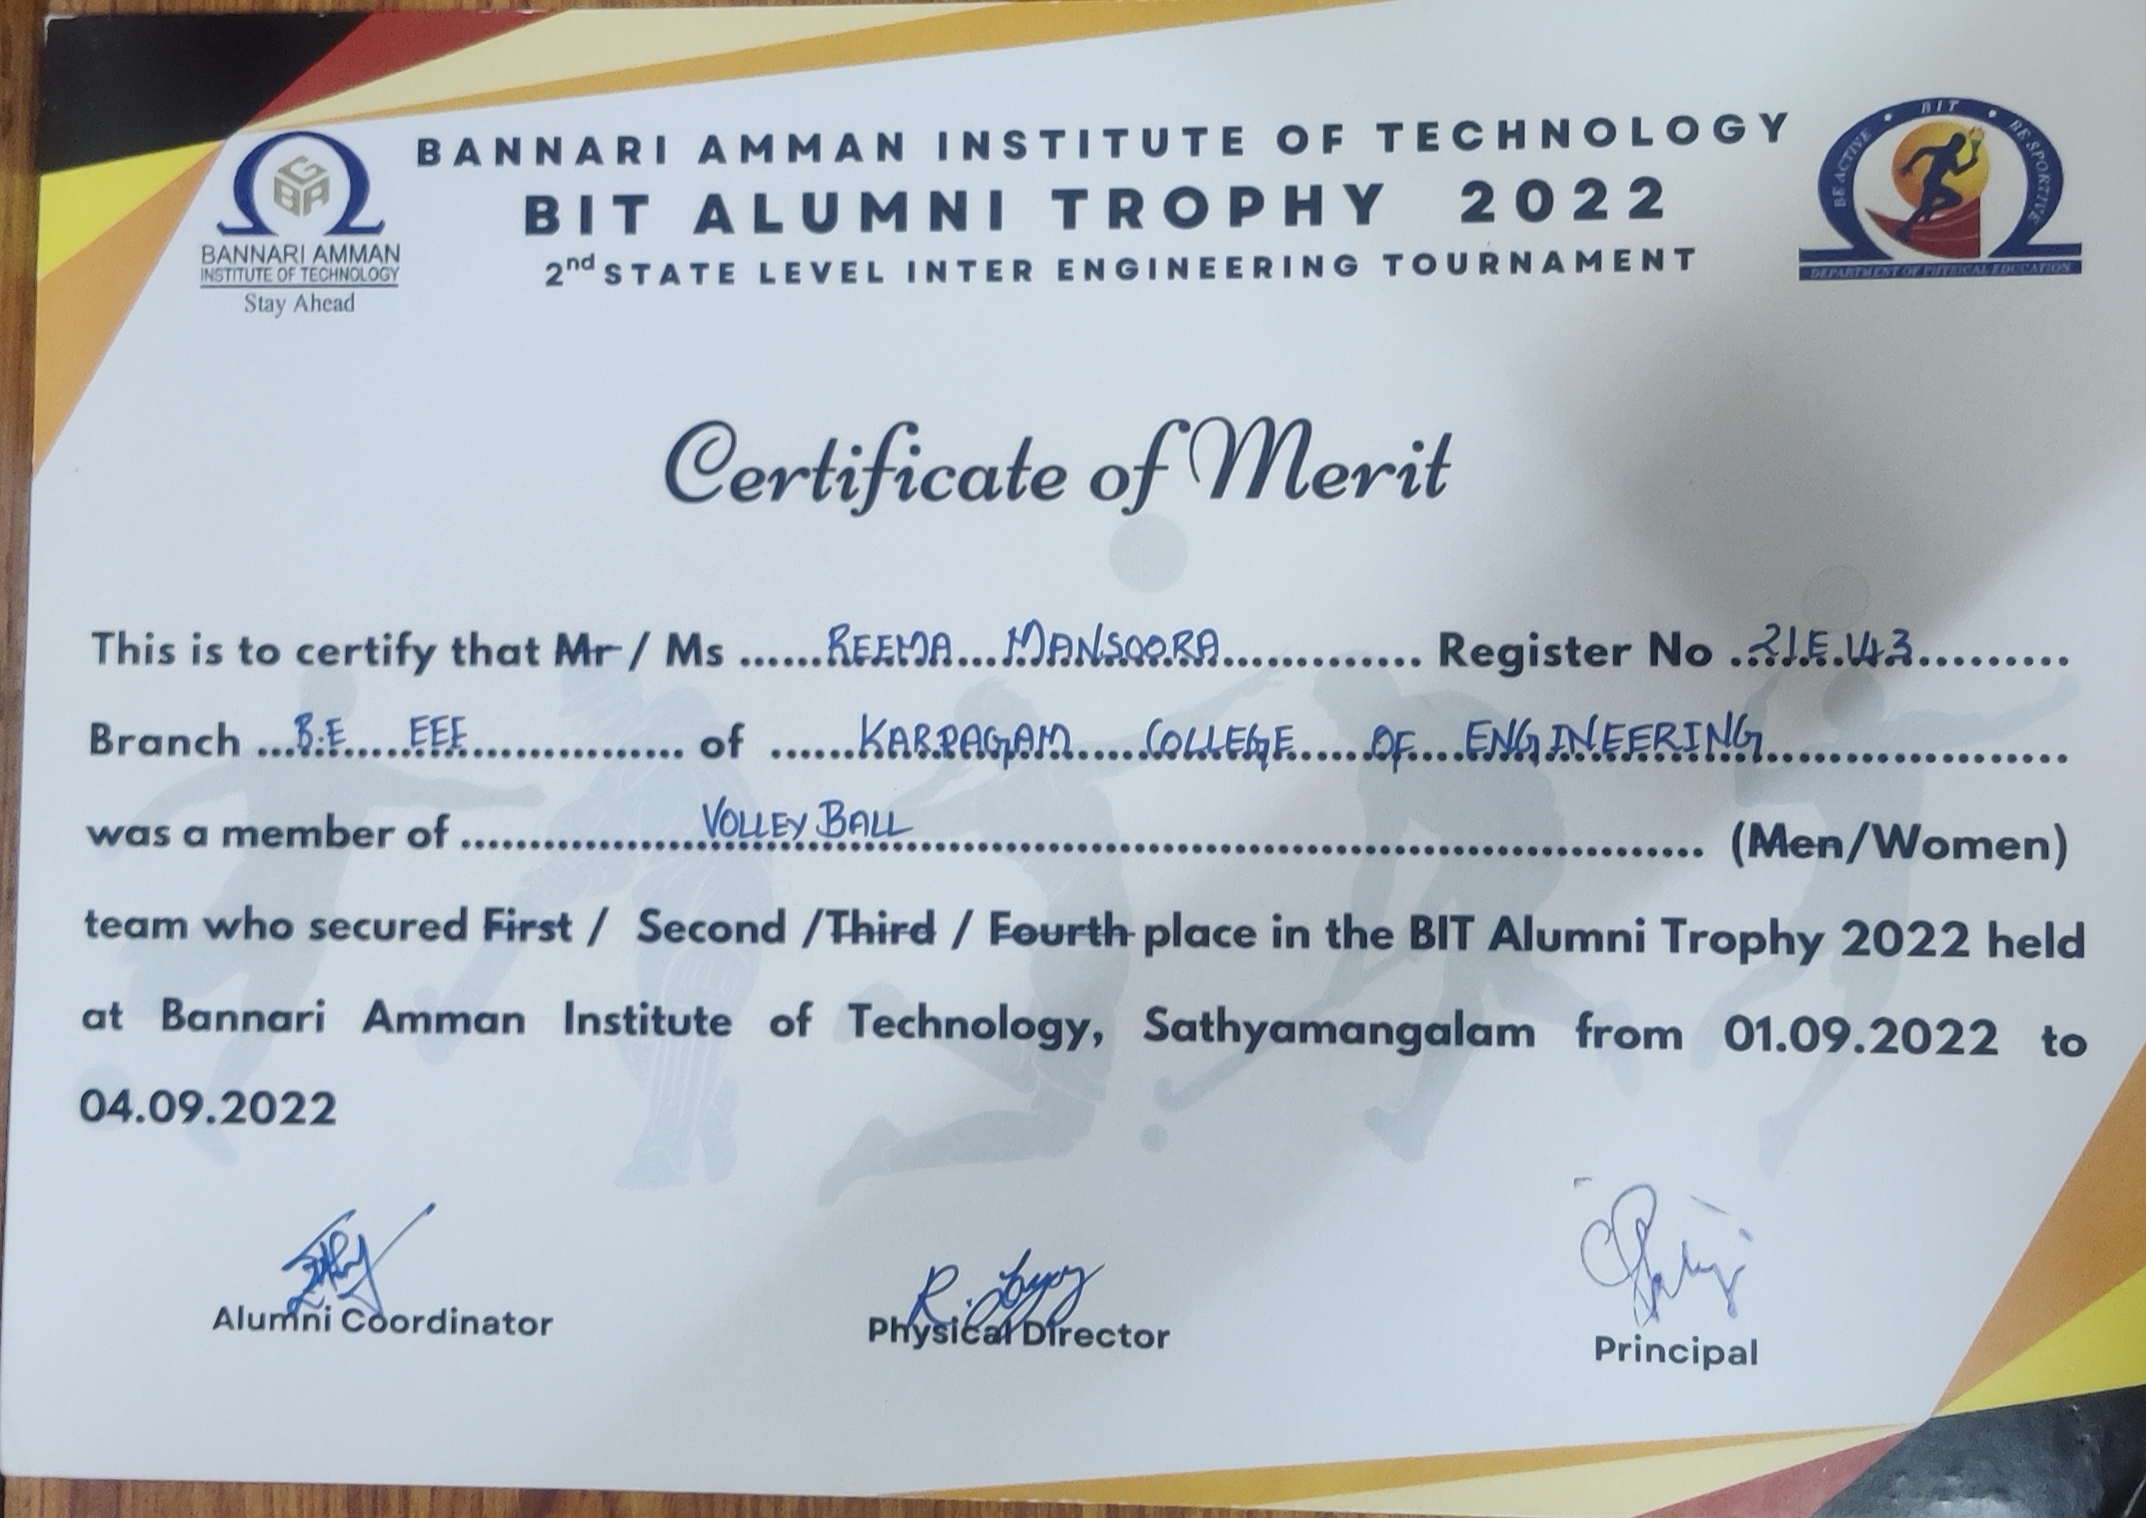 BANNARI AMMAN INSTITUTE OF TECHNOLOGY
BIT ALUMNI TROPHY 2022
2nd STATE LEVEL INTER ENGINEERING TOURNAMENT
GBA
BANNARI AMMAN
INSTITUTE OF TECHNOLOGY
Stay Ahead
BE ACTIVE • BIT • BE SPORTIVE
DEPARTMENT OF PHYSICAL EDUCATION
Certificate of Merit
This is to certify that Mr / Ms ......REEMA...MANSOORA............. Register No ..21E143.........
Branch ...B.E.....EEE................ of ......KARPAGAM.....COLLEGE.....OF...ENGINEERING......................
was a member of .................VOLLEY BALL.......................................................... (Men/Women)
team who secured First / Second /Third / Fourth place in the BIT Alumni Trophy 2022 held
at Bannari Amman Institute of Technology, Sathyamangalam from 01.09.2022 to
04.09.2022
Alumni Coordinator
Physical Director
Principal